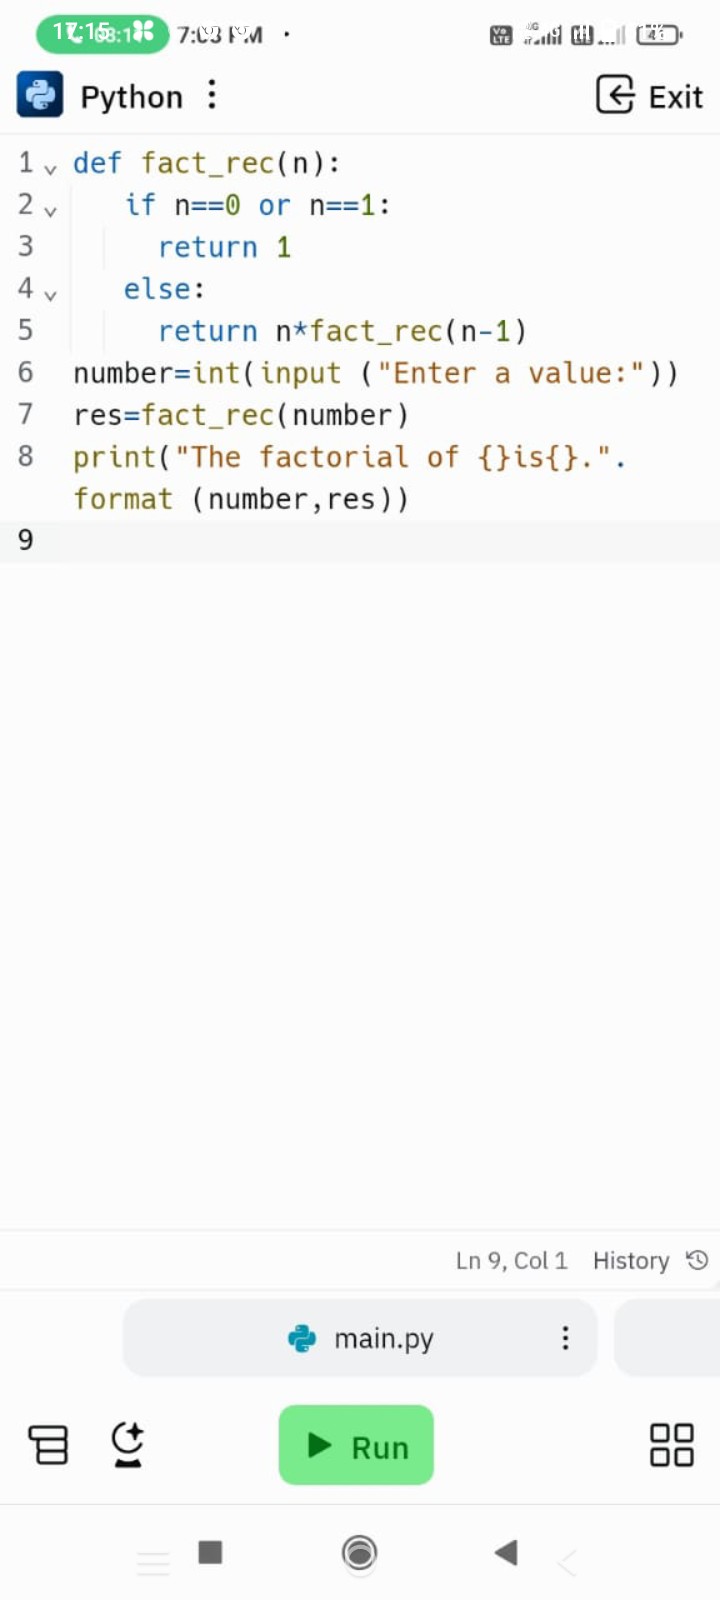 17:15
7:03 PM
Python
Exit
1 def fact_rec(n):
2 if n==0 or n==1:
3 return 1
4 else:
5 return n*fact_rec(n-1)
6 number=int(input ("Enter a value:"))
7 res=fact_rec(number)
8 print("The factorial of {}is{}.".
format (number,res))
9
Ln 9, Col 1 History
main.py
Run